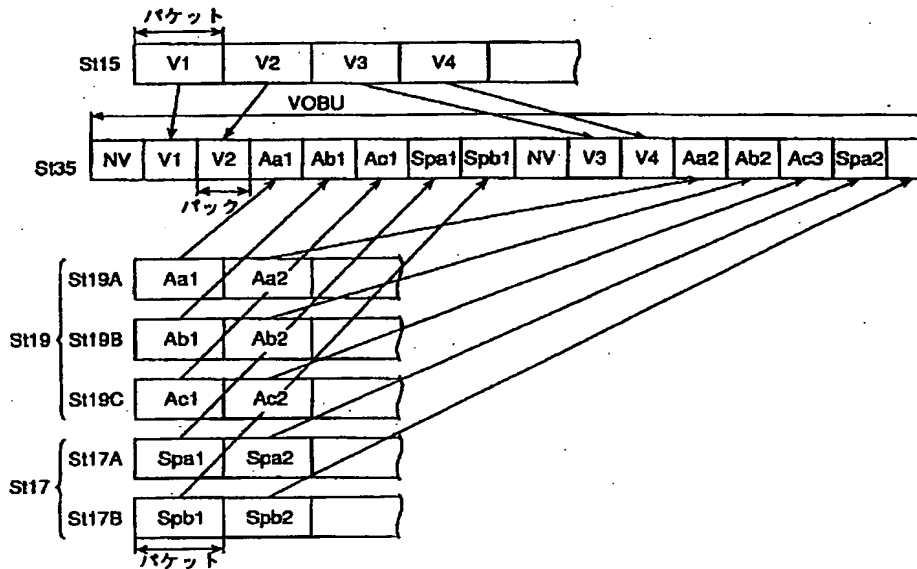 パケット
St15 V1 V2 V3 V4
VOBU
St35 NV V1 V2 Aa1 Ab1 Ac1 Spa1 Spb1 NV V3 V4 Aa2 Ab2 Ac3 Spa2
パック
St19A Aa1 Aa2
St19 St19B Ab1 Ab2
St19C Ac1 Ac2
St17A Spa1 Spa2
St17
St17B Spb1 Spb2
パケット